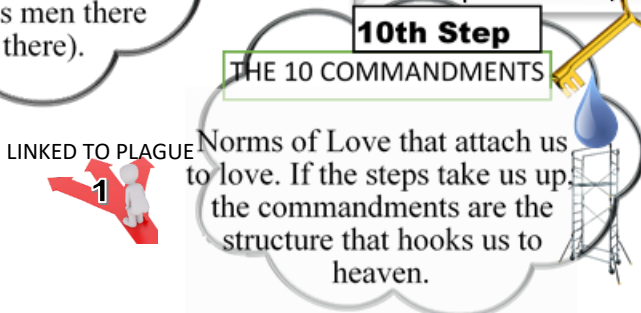 s men there
there).
10th Step
THE 10 COMMANDMENTS
LINKED TO PLAGUE
1
Norms of Love that attach us
to love. If the steps take us up,
the commandments are the
structure that hooks us to
heaven.